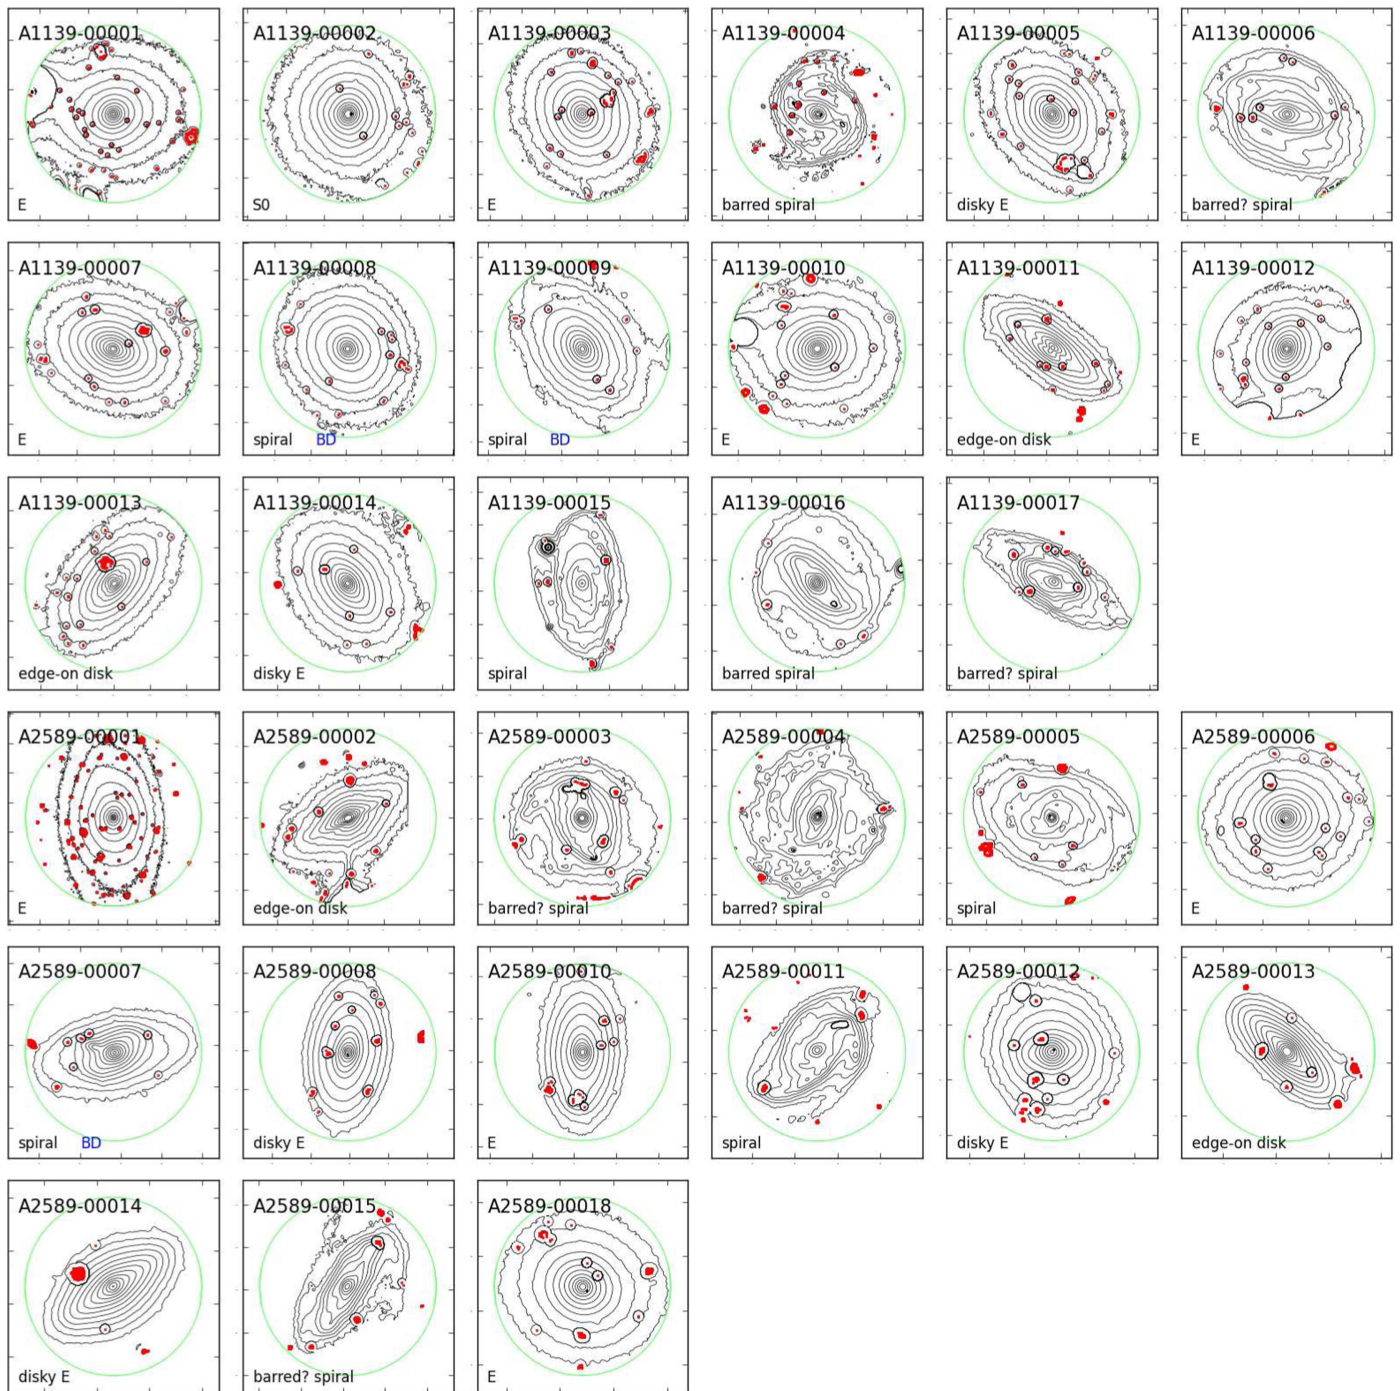 A1139-00001
E
A1139-00002
S0
A1139-00003
E
A1139-00004
barred spiral
A1139-00005
disky E
A1139-00006
barred? spiral
A1139-00007
E
A1139-00008
spiral BD
A1139-00009
spiral BD
A1139-00010
E
A1139-00011
edge-on disk
A1139-00012
E
A1139-00013
edge-on disk
A1139-00014
disky E
A1139-00015
spiral
A1139-00016
barred spiral
A1139-00017
barred? spiral
A2589-00001
E
A2589-00002
edge-on disk
A2589-00003
barred? spiral
A2589-00004
barred? spiral
A2589-00005
spiral
A2589-00006
E
A2589-00007
spiral BD
A2589-00008
disky E
A2589-00010
E
A2589-00011
spiral
A2589-00012
disky E
A2589-00013
edge-on disk
A2589-00014
disky E
A2589-00015
barred? spiral
A2589-00018
E